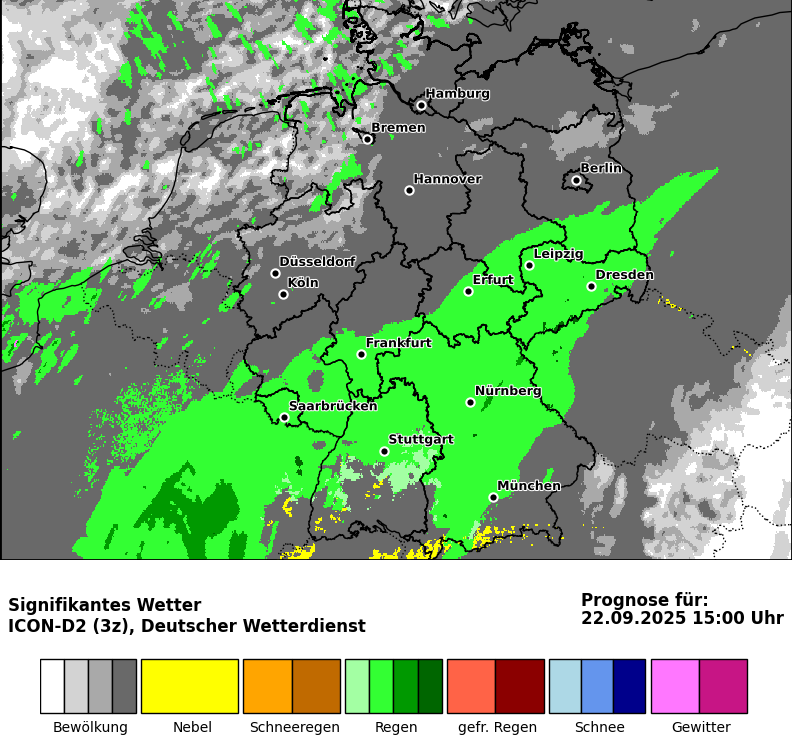 Hamburg
Bremen
Berlin
Hannover
Düsseldorf
Leipzig
Köln
Erfurt
Dresden
Frankfurt
Nürnberg
Saarbrücken
Stuttgart
München
Signifikantes Wetter
ICON-D2 (3z), Deutscher Wetterdienst
Prognose für:
22.09.2025 15:00 Uhr
Bewölkung
Nebel
Schneeregen
Regen
gefr. Regen
Schnee
Gewitter